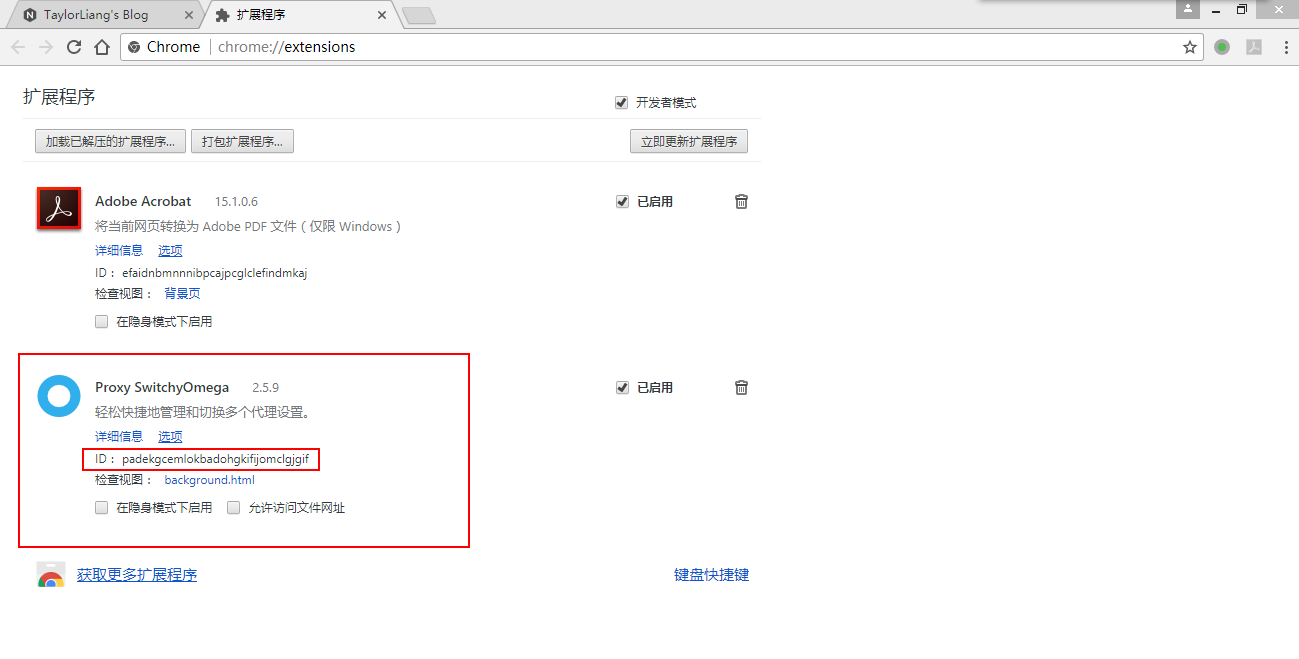 TaylorLiang's Blog
扩展程序
Chrome chrome://extensions
扩展程序
开发者模式
加载已解压的扩展程序...
打包扩展程序...
立即更新扩展程序
Adobe Acrobat 15.1.0.6
已启用
将当前网页转换为 Adobe PDF 文件（仅限 Windows）
详细信息 选项
ID： efaidnbmnnnibpcajpcglclefindmkaj
检查视图： 背景页
在隐身模式下启用
Proxy SwitchyOmega 2.5.9
已启用
轻松快捷地管理和切换多个代理设置。
详细信息 选项
ID： padekgcemlokbadohgkifijomclgjgif
检查视图： background.html
在隐身模式下启用 允许访问文件网址
获取更多扩展程序
键盘快捷键